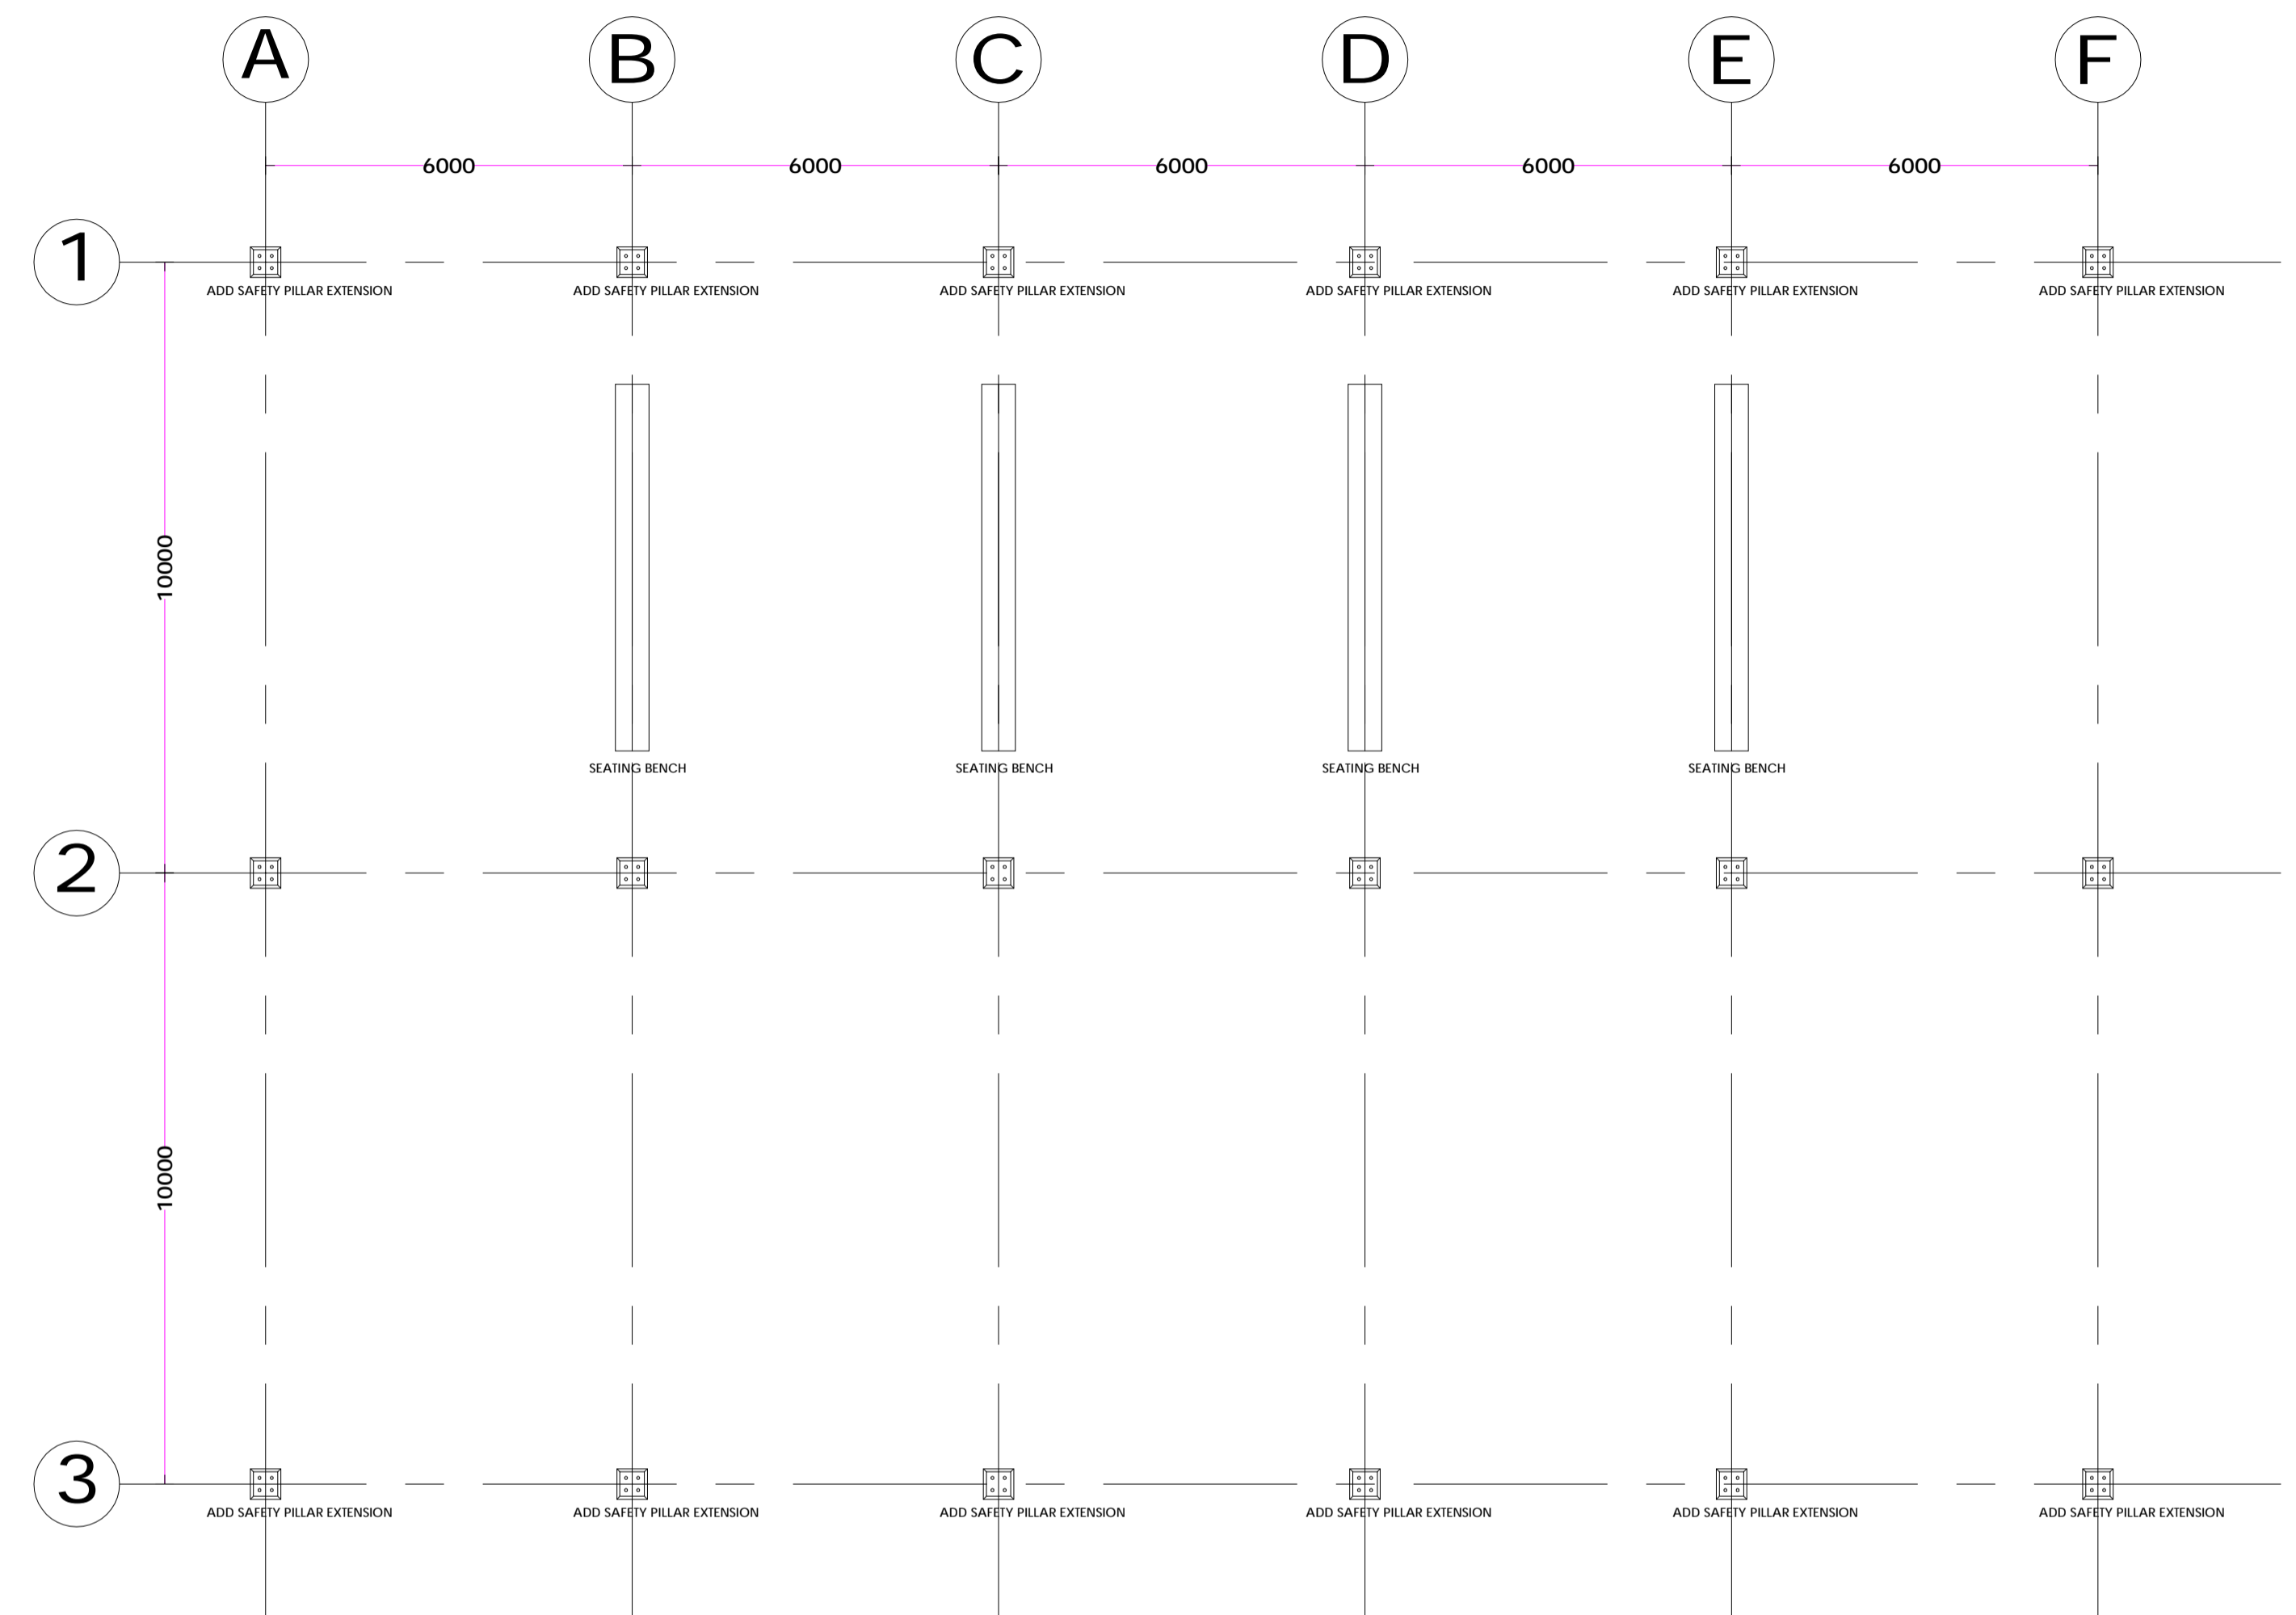 A B C D E F
6000 6000 6000 6000 6000
1
ADD SAFETY PILLAR EXTENSION ADD SAFETY PILLAR EXTENSION ADD SAFETY PILLAR EXTENSION ADD SAFETY PILLAR EXTENSION ADD SAFETY PILLAR EXTENSION ADD SAFETY PILLAR EXTENSION
10000
SEATING BENCH SEATING BENCH SEATING BENCH SEATING BENCH
2
10000
3
ADD SAFETY PILLAR EXTENSION ADD SAFETY PILLAR EXTENSION ADD SAFETY PILLAR EXTENSION ADD SAFETY PILLAR EXTENSION ADD SAFETY PILLAR EXTENSION ADD SAFETY PILLAR EXTENSION